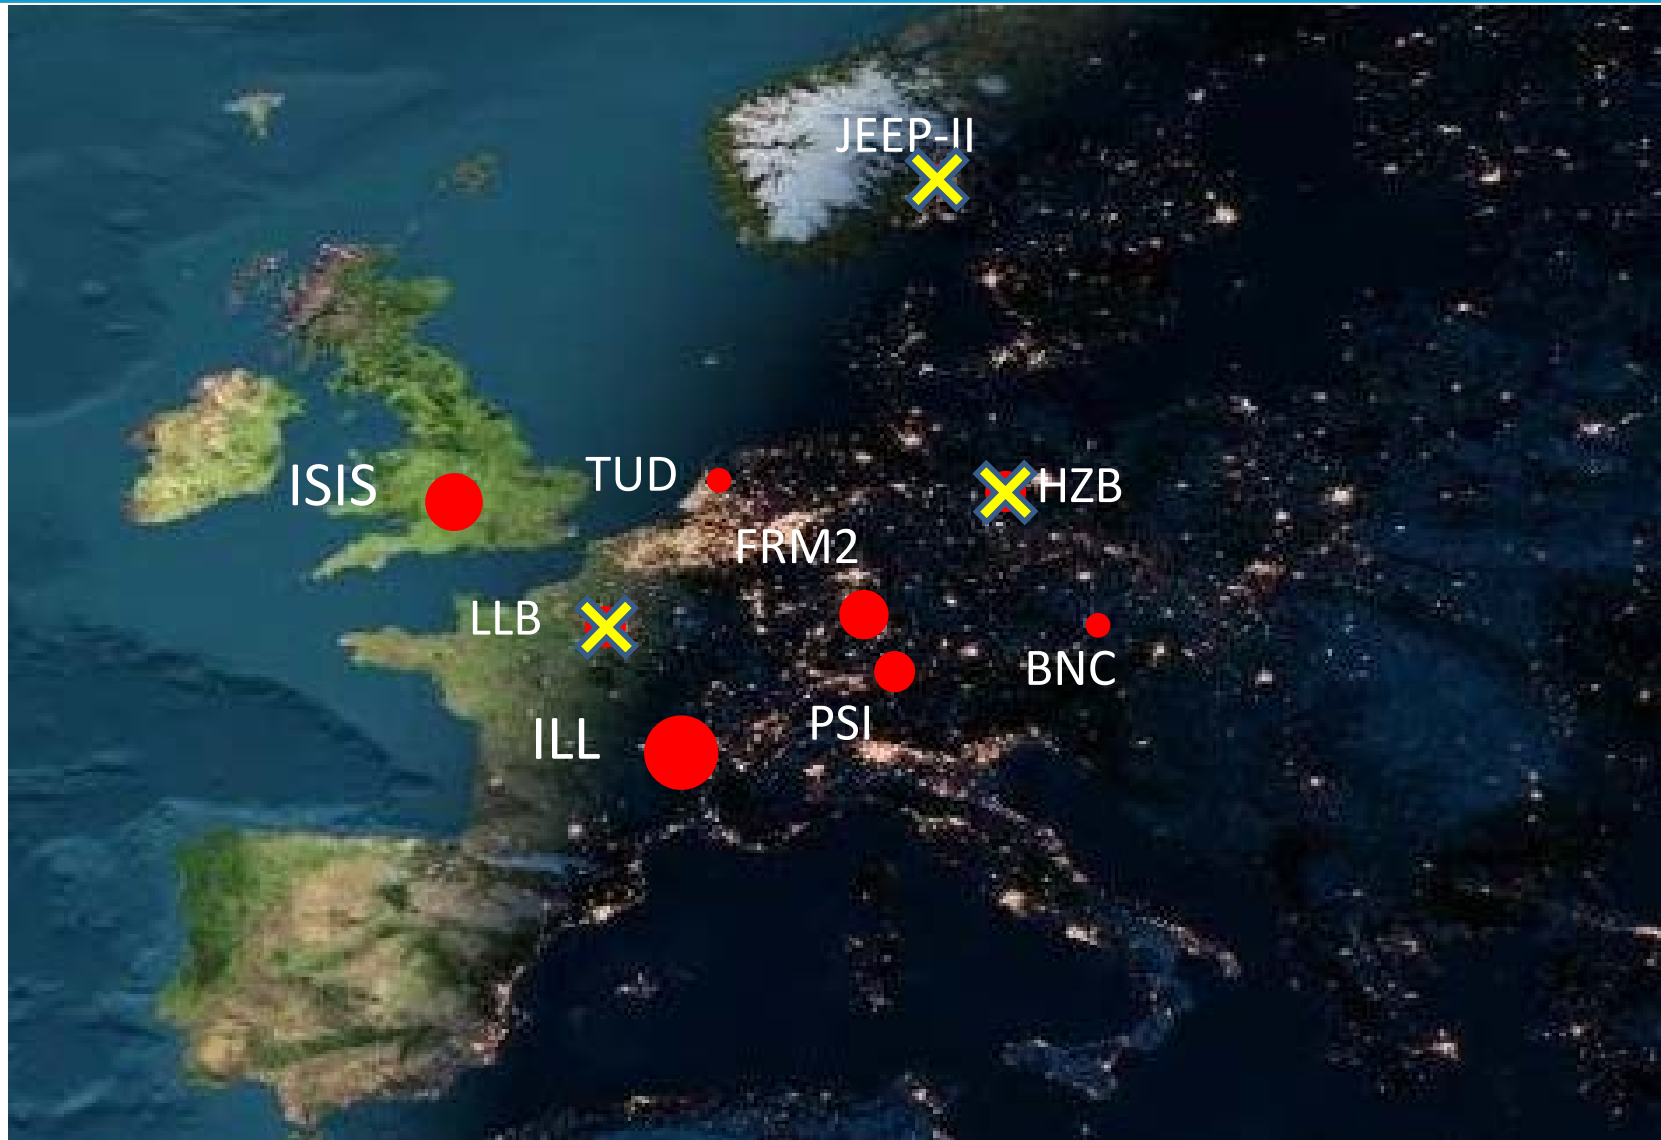 JEEP-II
ISIS
TUD
HZB
FRM2
LLB
BNC
PSI
ILL